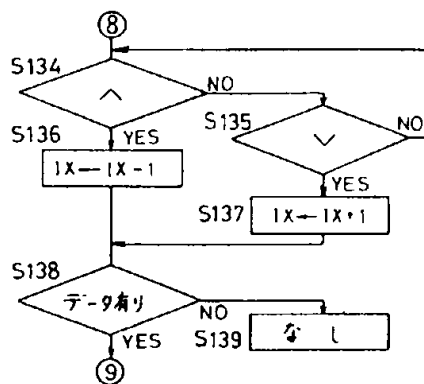 ⑧
S134
∧
NO
S135
∨
NO
S136
YES
IX←IX-1
YES
S137
IX←IX+1
S138
データ有り
NO
YES
S139
なし
⑨